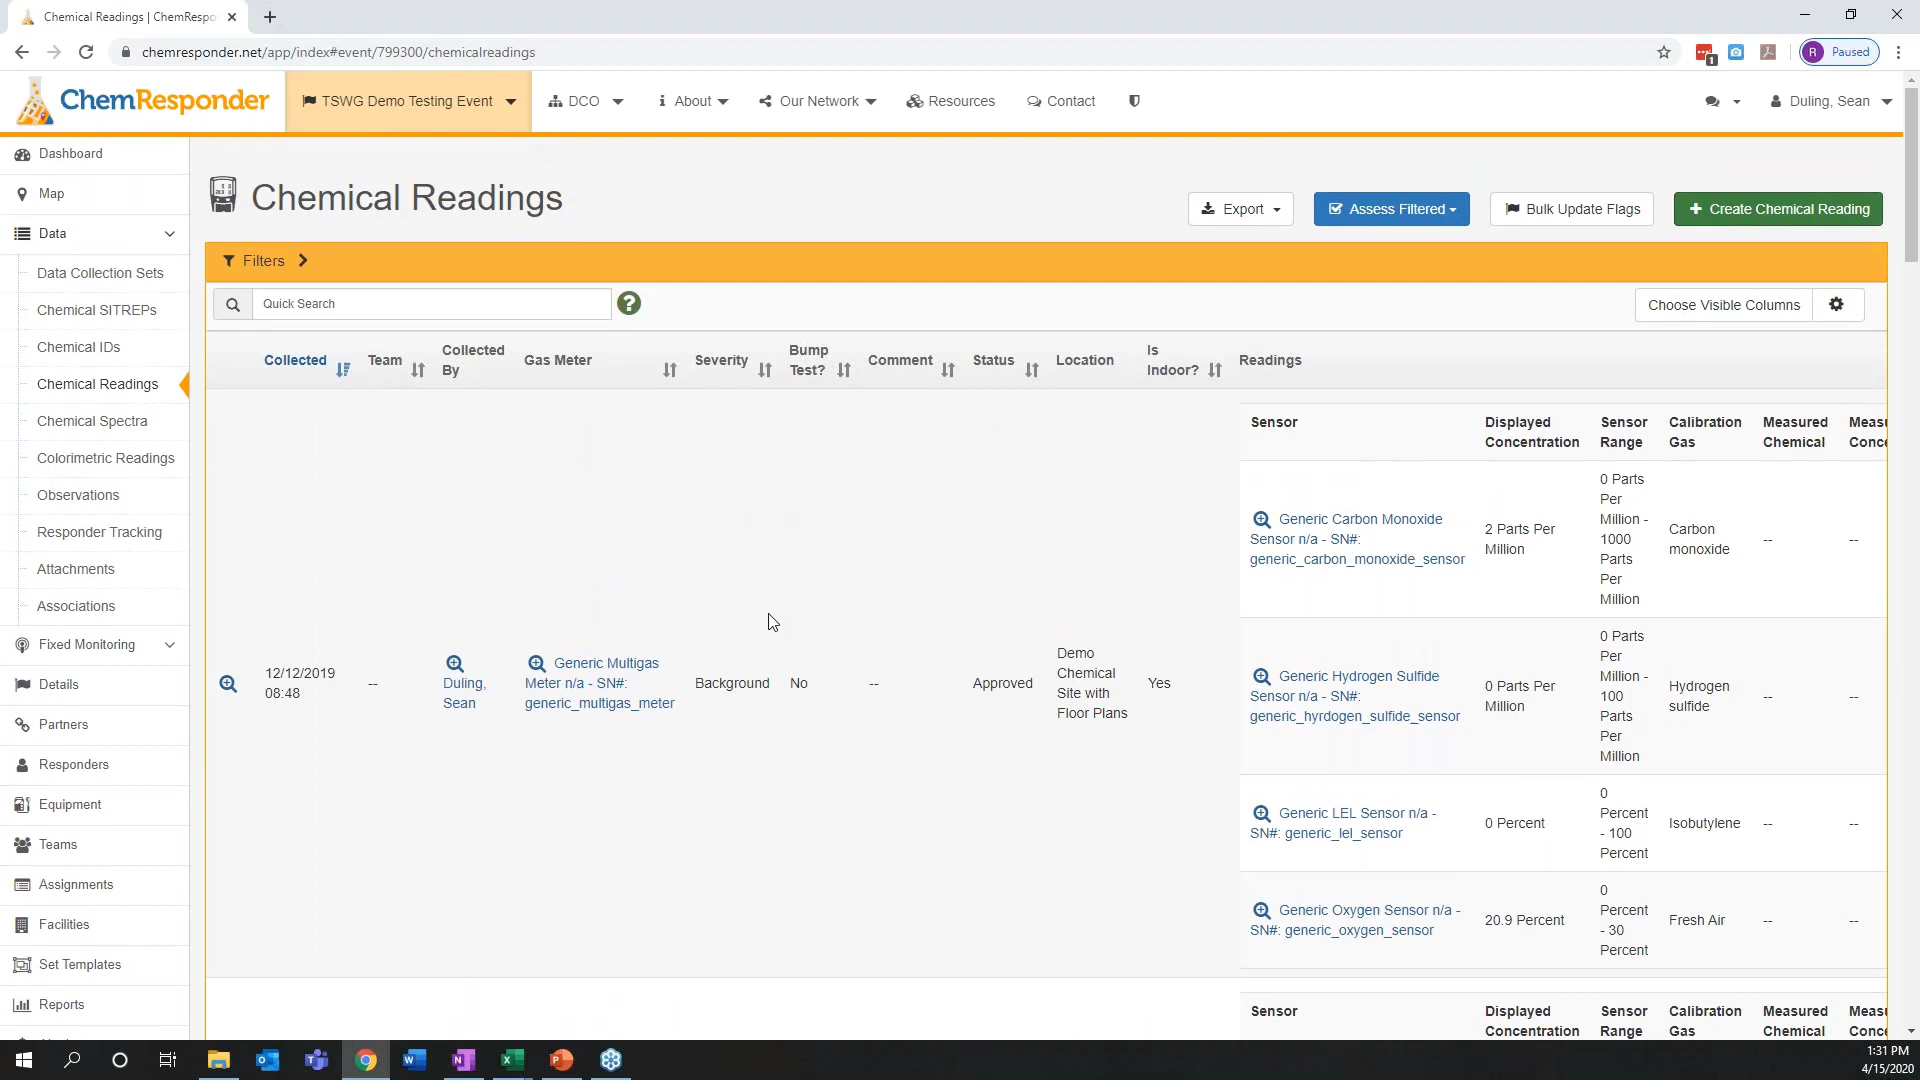 Chemical Readings | ChemRespo
chemresponder.net/app/index#event/799300/chemicalreadings
1
R Paused
ChemResponder
TSWG Demo Testing Event
DCO
About
Our Network
Resources
Contact
Duling, Sean
Dashboard
Map
Data
Data Collection Sets
Chemical SITREPs
Chemical IDs
Chemical Readings
Chemical Spectra
Colorimetric Readings
Observations
Responder Tracking
Attachments
Associations
Fixed Monitoring
Details
Partners
Responders
Equipment
Teams
Assignments
Facilities
Set Templates
Reports
Chemical Readings
Export
Assess Filtered
Bulk Update Flags
Create Chemical Reading
Filters
Quick Search
?
Choose Visible Columns
Collected
Team
Collected
By
Gas Meter
Severity
Bump
Test?
Comment
Status
Location
Is
Indoor?
Readings
12/12/2019
08:48
--
Duling,
Sean
Generic Multigas
Meter n/a - SN#:
generic_multigas_meter
Background
No
--
Approved
Demo
Chemical
Site with
Floor Plans
Yes
Sensor
Displayed
Concentration
Sensor
Range
Calibration
Gas
Measured
Chemical
Measu
Conce
Generic Carbon Monoxide
Sensor n/a - SN#:
generic_carbon_monoxide_sensor
2 Parts Per
Million
0 Parts
Per
Million -
1000
Parts
Per
Million
Carbon
monoxide
--
--
Generic Hydrogen Sulfide
Sensor n/a - SN#:
generic_hyrdogen_sulfide_sensor
0 Parts Per
Million
0 Parts
Per
Million -
100
Parts
Per
Million
Hydrogen
sulfide
--
--
Generic LEL Sensor n/a -
SN#: generic_lel_sensor
0 Percent
0
Percent
- 100
Percent
Isobutylene
--
--
Generic Oxygen Sensor n/a -
SN#: generic_oxygen_sensor
20.9 Percent
0
Percent
- 30
Percent
Fresh Air
--
--
Sensor
Displayed
Concentration
Sensor
Range
Calibration
Gas
Measured
Chemical
Measu
Conce
1:31 PM
4/15/2020